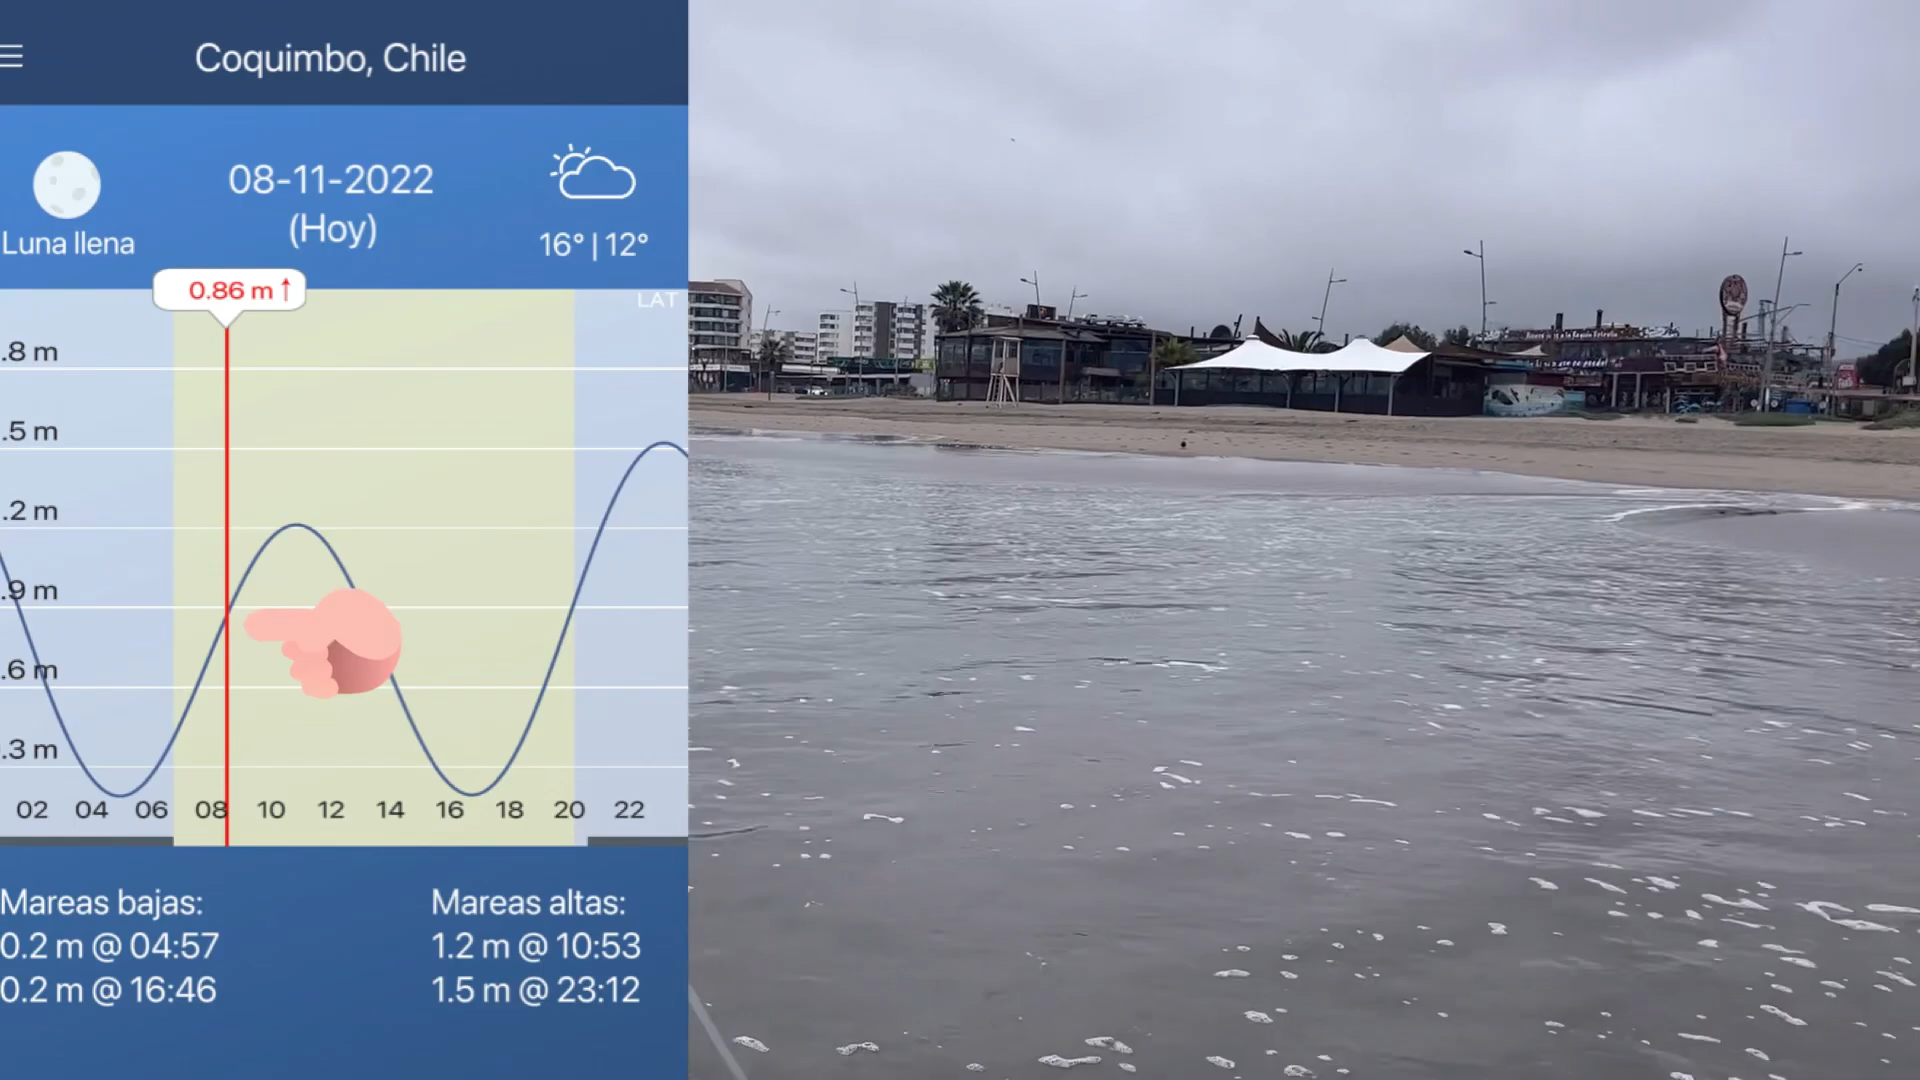 Coquimbo, Chile
08-11-2022
(Hoy)
Luna llena
16° | 12°
0.86 m ↑
LAT
.8 m
.5 m
.2 m
.9 m
.6 m
.3 m
02 04 06 08 10 12 14 16 18 20 22
Mareas bajas:
0.2 m @ 04:57
0.2 m @ 16:46
Mareas altas:
1.2 m @ 10:53
1.5 m @ 23:12